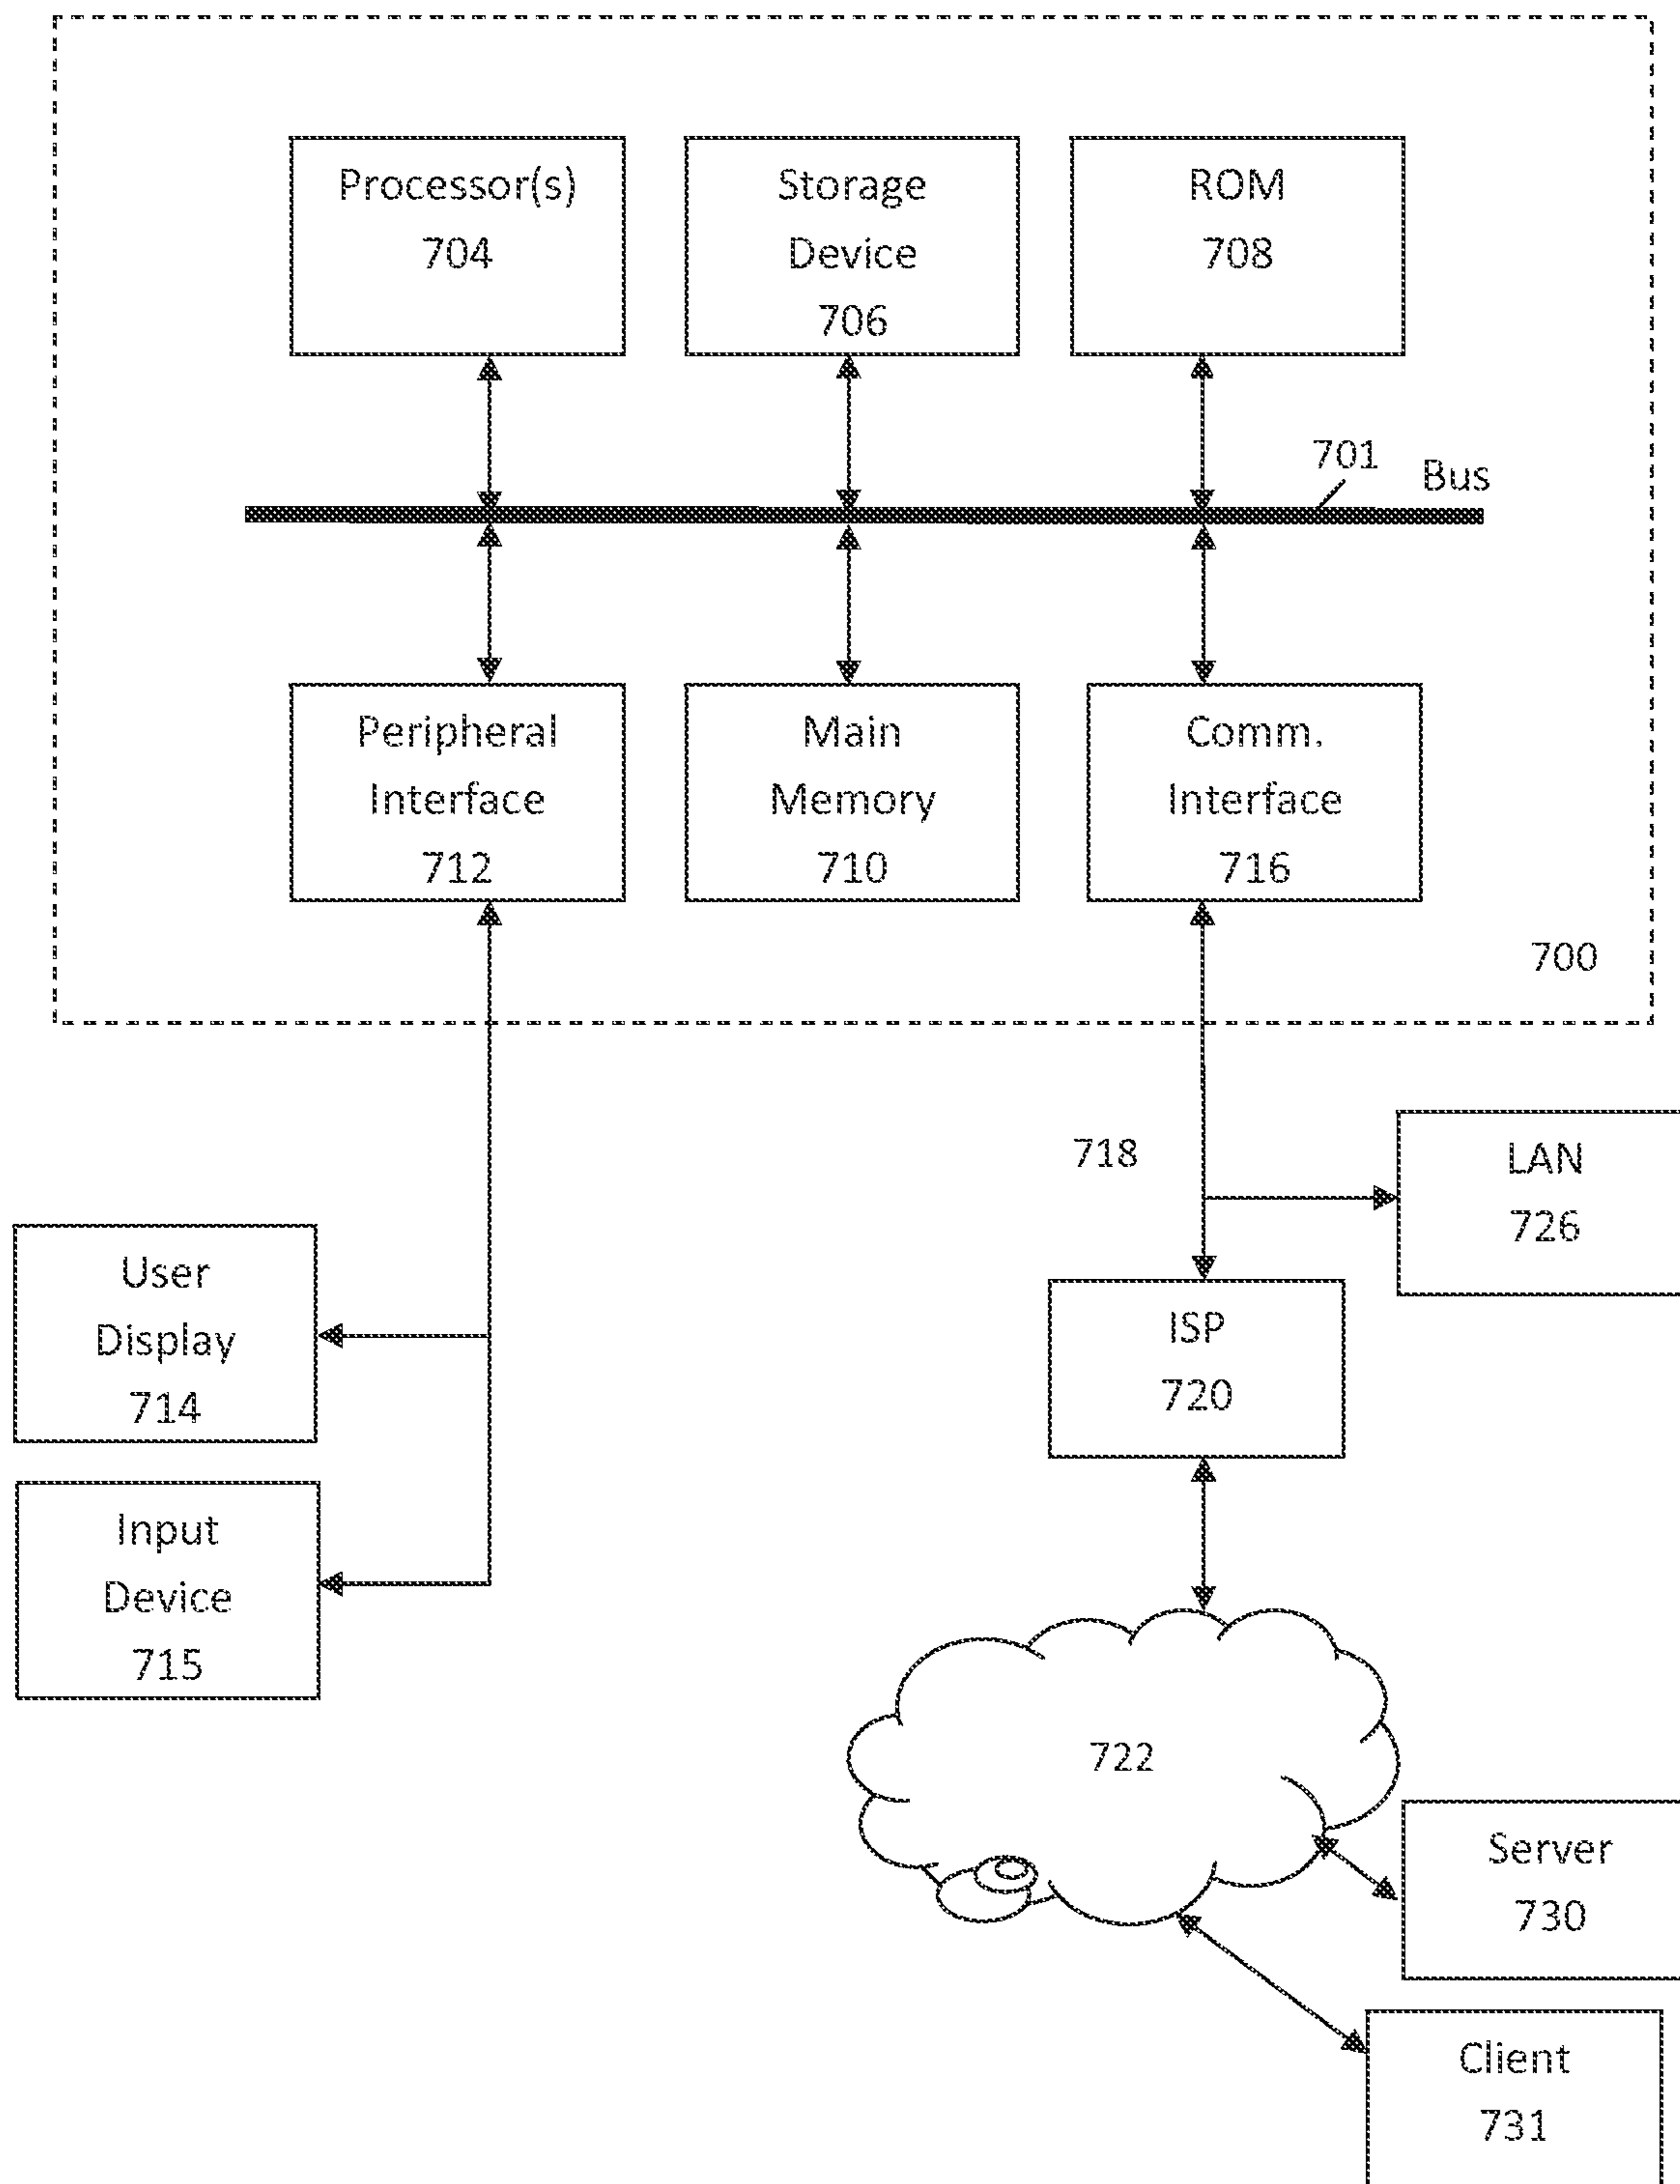 Processor(s)
704
Storage
Device
706
ROM
708
701
Bus
Peripheral
Interface
712
Main
Memory
710
Comm.
Interface
716
700
718
LAN
726
User
Display
714
ISP
720
Input
Device
715
722
Server
730
Client
731